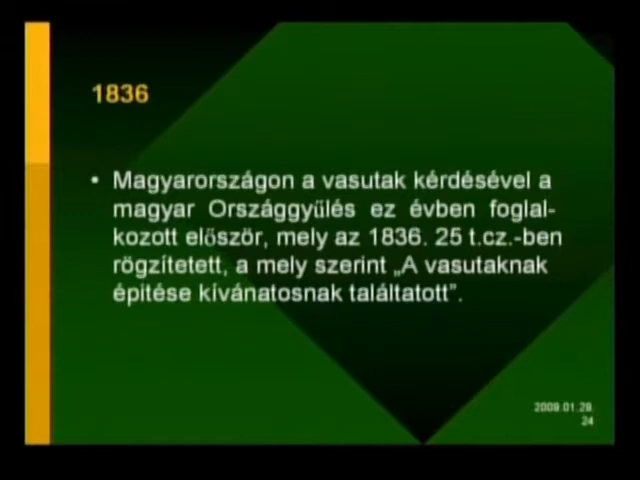 1836
• Magyarországon a vasutak kérdésével a
magyar Országgyűlés ez évben foglal-
kozott először, mely az 1836. 25 t.cz.-ben
rögzítetett, a mely szerint „A vasutaknak
épitése kívánatosnak találtatott”.
2009.01.29.
24